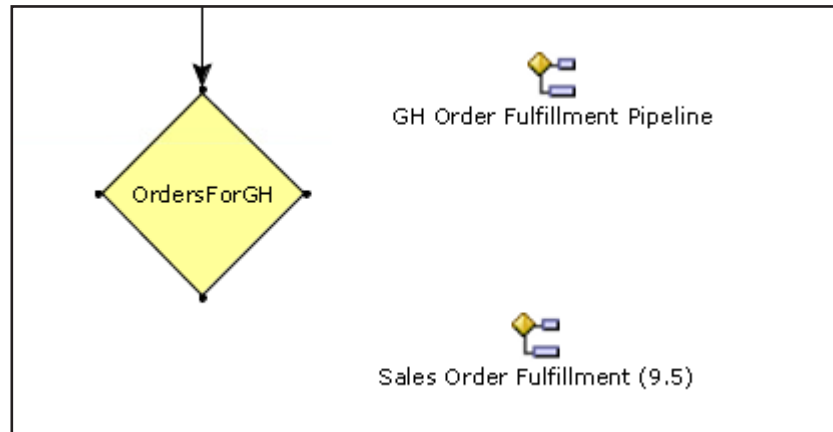 GH Order Fulfillment Pipeline
OrdersForGH
Sales Order Fulfillment (9.5)